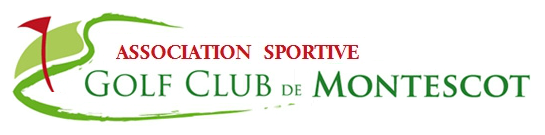 ASSOCIATION SPORTIVE
GOLF CLUB DE MONTESCOT